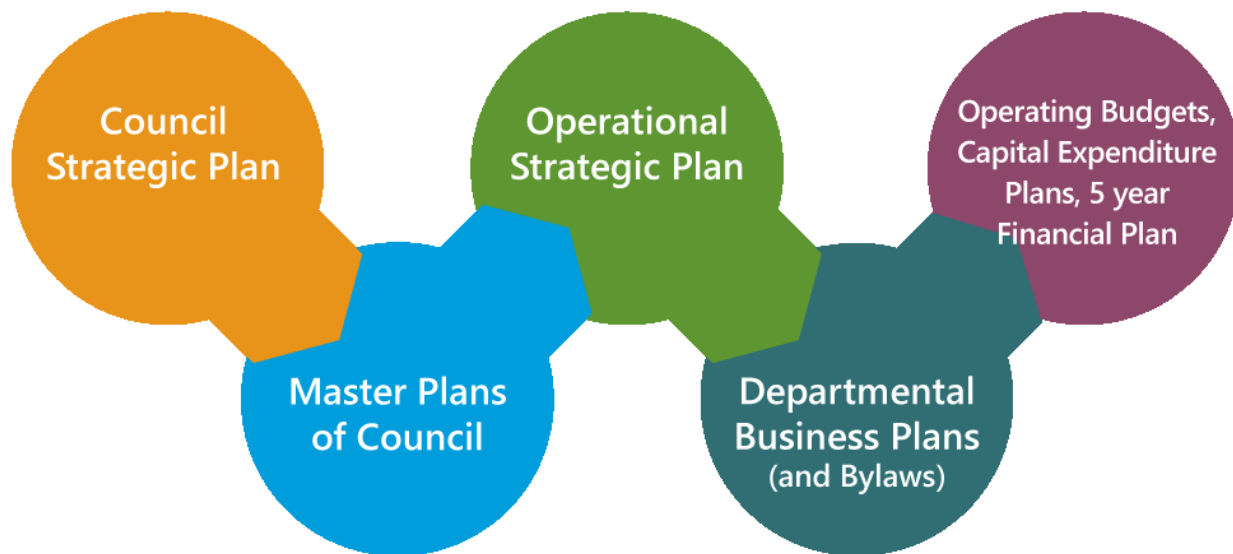 Council
Strategic Plan
Master Plans
of Council
Operational
Strategic Plan
Departmental
Business Plans
(and Bylaws)
Operating Budgets,
Capital Expenditure
Plans, 5 year
Financial Plan